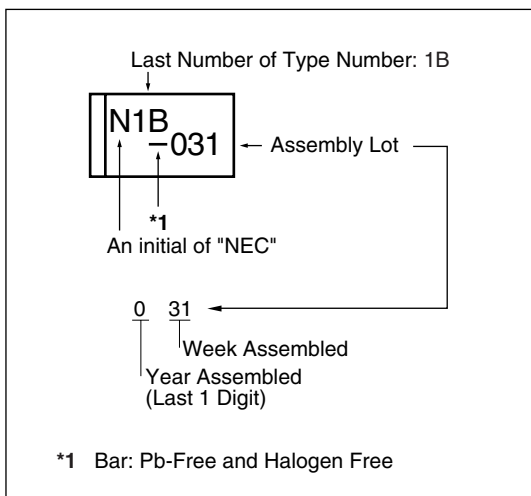 Last Number of Type Number: 1B
N1B
–031
Assembly Lot
*1
An initial of "NEC"
0 31
Week Assembled
Year Assembled
(Last 1 Digit)
*1 Bar: Pb-Free and Halogen Free